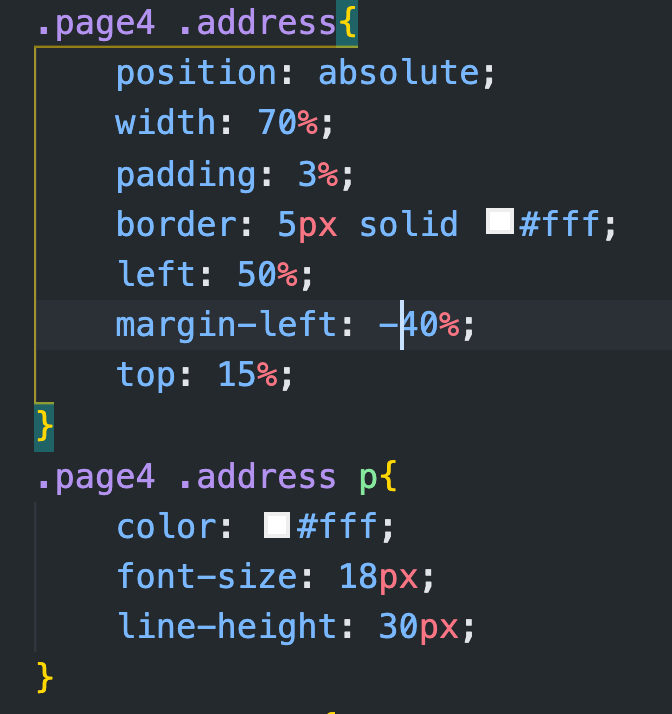 .page4 .address{
position: absolute;
width: 70%;
padding: 3%;
border: 5px solid #fff;
left: 50%;
margin-left: -40%;
top: 15%;
}
.page4 .address p{
color: #fff;
font-size: 18px;
line-height: 30px;
}